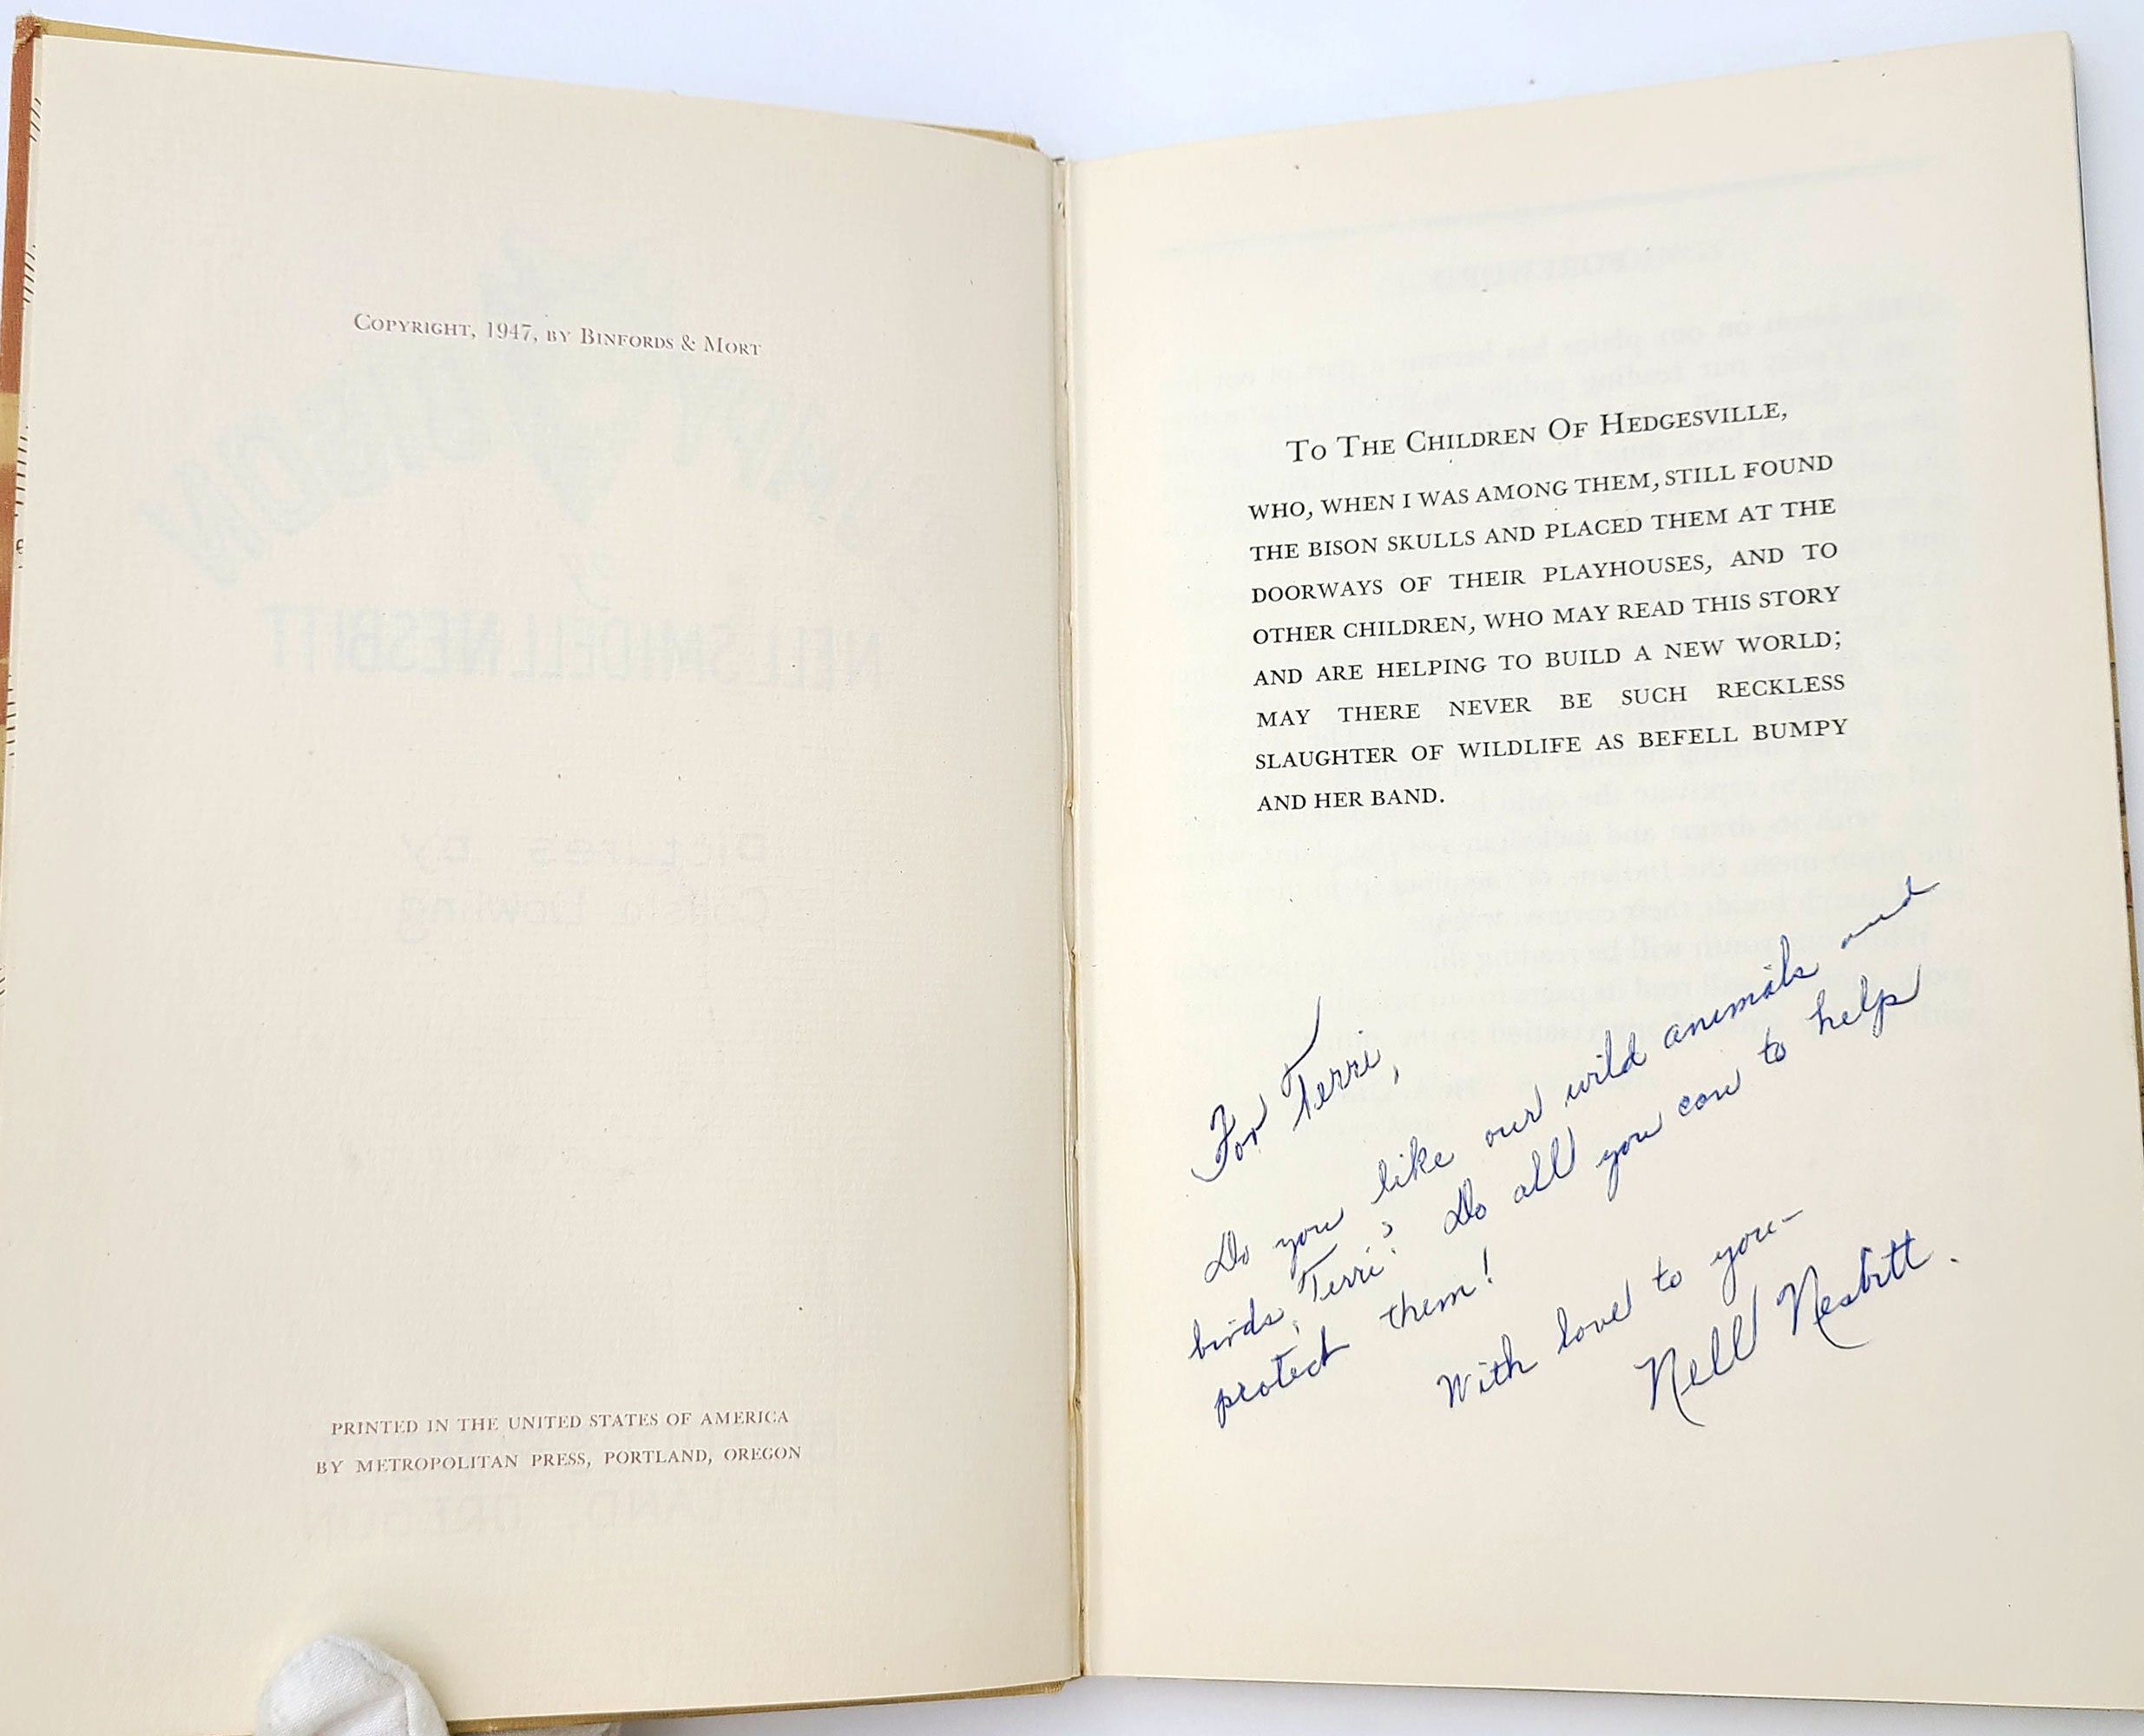 COPYRIGHT, 1947, BY BINFORDS & MORT
PRINTED IN THE UNITED STATES OF AMERICA
BY METROPOLITAN PRESS, PORTLAND, OREGON
TO THE CHILDREN OF HEDGESVILLE,
WHO, WHEN I WAS AMONG THEM, STILL FOUND
THE BISON SKULLS AND PLACED THEM AT THE
DOORWAYS OF THEIR PLAYHOUSES, AND TO
OTHER CHILDREN, WHO MAY READ THIS STORY
AND ARE HELPING TO BUILD A NEW WORLD;
MAY THERE NEVER BE SUCH RECKLESS
SLAUGHTER OF WILDLIFE AS BEFELL BUMPY
AND HER BAND.
For Terri,
Do you like our wild animals and
birds, Terri? Do all you can to help
protect them!
With love to you—
Nell Nesbitt.